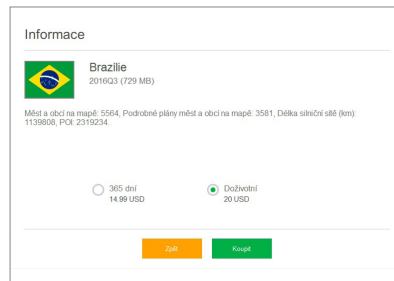 Informace
Brazílie
2016Q3 (729 MB)
Měst a obcí na mapě: 5564, Podrobné plány měst a obcí na mapě: 3581, Délka silniční sítě (km):
1139808, POI: 2319234.
365 dní
14.99 USD
Doživotní
20 USD
Zpět
Koupit